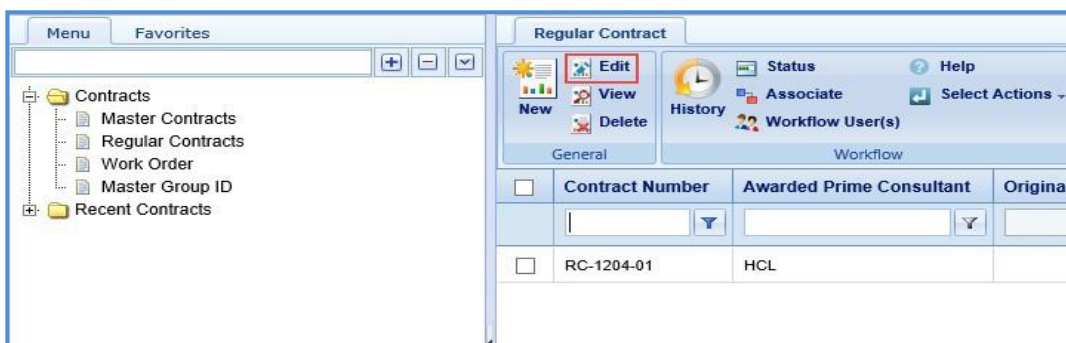 Menu Favorites
Contracts
Master Contracts
Regular Contracts
Work Order
Master Group ID
Recent Contracts
Regular Contract
New
Edit
View
Delete
General
History
Status
Associate
Workflow User(s)
Help
Select Actions
Workflow
Contract Number Awarded Prime Consultant Origina
RC-1204-01 HCL